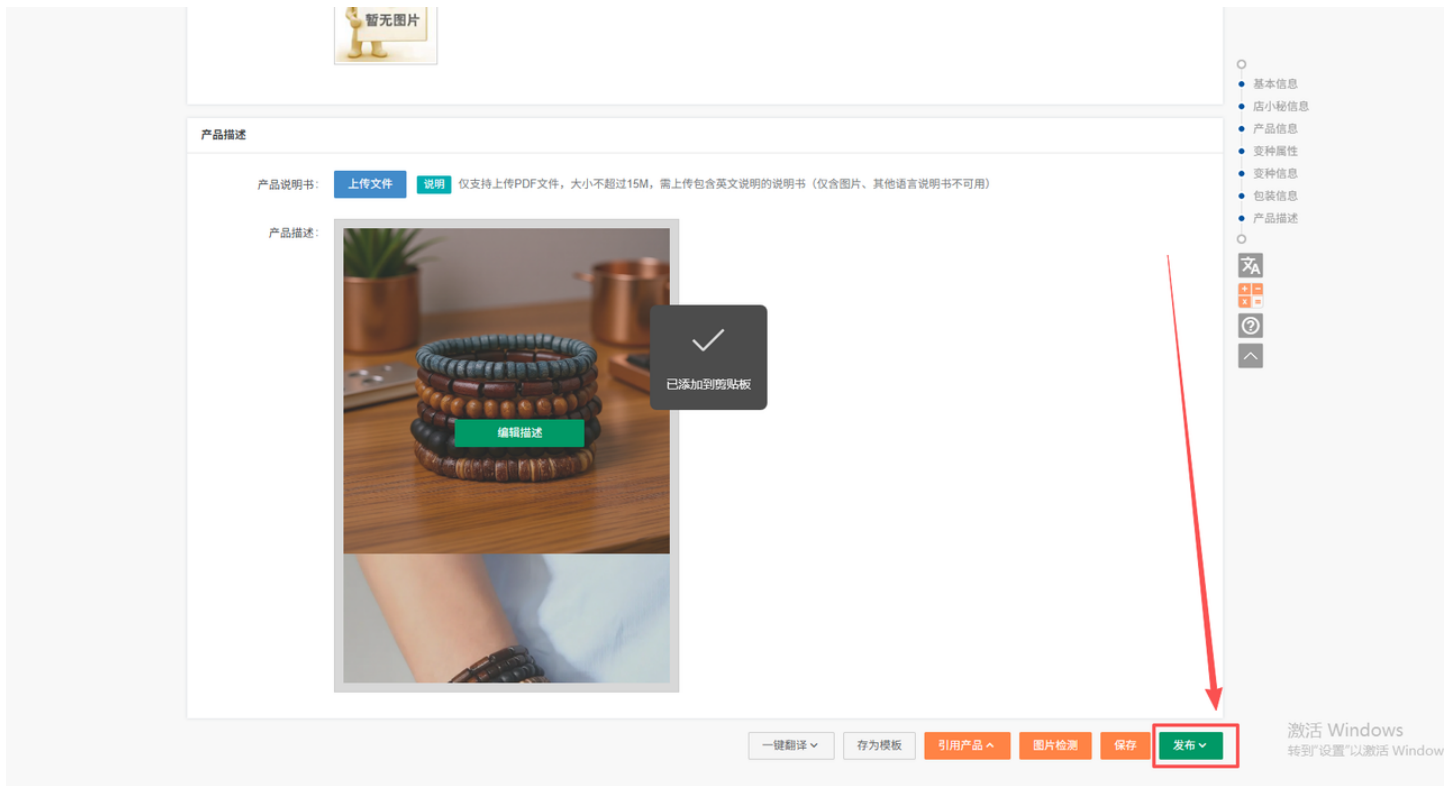 暂无图片
基本信息
店小秘信息
产品信息
变种属性
变种信息
包装信息
产品描述
产品描述
产品说明书： 上传文件 说明 仅支持上传PDF文件，大小不超过15M，需上传包含英文说明的说明书（仅含图片、其他语言说明书不可用）
产品描述：
已添加到剪贴板
编辑描述
一键翻译 存为模板 引用产品 图片检测 保存 发布
激活 Windows
转到"设置"以激活 Window